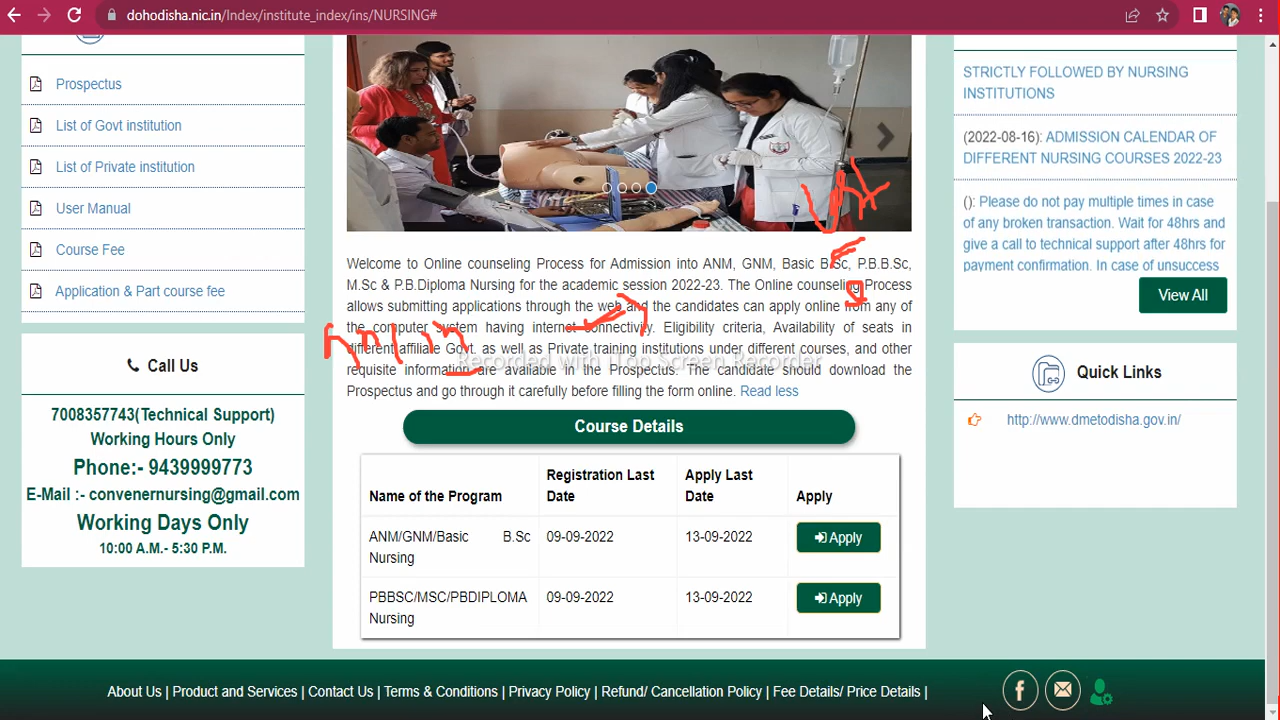 dohodisha.nic.in/Index/institute_index/ins/NURSING#
Prospectus
List of Govt institution
List of Private institution
User Manual
Course Fee
Application & Part course fee
Call Us
7008357743(Technical Support)
Working Hours Only
Phone:- 9439999773
E-Mail :- convenernursing@gmail.com
Working Days Only
10:00 A.M.- 5:30 P.M.
Welcome to Online counseling Process for Admission into ANM, GNM, Basic B.Sc, P.B.B.Sc,
M.Sc & P.B.Diploma Nursing for the academic session 2022-23. The Online counseling Process
allows submitting applications through the web and the candidates can apply online from any of
the computer system having internet connectivity. Eligibility criteria, Availability of seats in
different affiliate Govt. as well as Private training institutions under different courses, and other
requisite information are available in the Prospectus. The candidate should download the
Prospectus and go through it carefully before filling the form online. Read less
Recorded with iTop Screen Recorder
Course Details
Name of the Program Registration Last Date Apply Last Date Apply
ANM/GNM/Basic B.Sc Nursing 09-09-2022 13-09-2022 Apply
PBBSC/MSC/PBDIPLOMA Nursing 09-09-2022 13-09-2022 Apply
STRICTLY FOLLOWED BY NURSING
INSTITUTIONS
(2022-08-16): ADMISSION CALENDAR OF
DIFFERENT NURSING COURSES 2022-23
(): Please do not pay multiple times in case
of any broken transaction. Wait for 48hrs and
give a call to technical support after 48hrs for
payment confirmation. In case of unsuccess
View All
Quick Links
http://www.dmetodisha.gov.in/
About Us | Product and Services | Contact Us | Terms & Conditions | Privacy Policy | Refund/ Cancellation Policy | Fee Details/ Price Details |